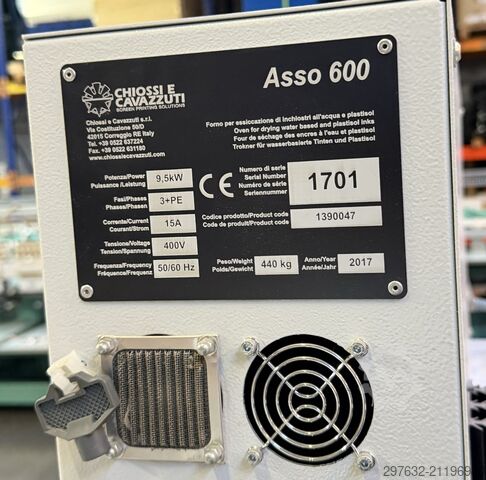 CHIOSSI E
CAVAZZUTI
SCREEN PRINTING SOLUTIONS
Asso 600
Chiossi e Cavazzuti s.r.l.
Via Costituzione 50/D
42015 Correggio RE Italy
Tel. +39 0522 637224
Fax. +39 0522 631180
www.chiossiecavazzuti.com
Forno per essiccazione di inchiostri all'acqua e plastisol
Oven for drying water based and plastisol inks
Four de séchage des encres à l'eau et plastisol
Trokner für wasserbasierte Tinten und Plastisol
Potenza/Power
Puissance/Leistung
9,5kW
Fasi/Phases
Phases/Phasen
3+PE
Corrente/Current
Courant/Strom
15A
Tensione/Voltage
Tension/Spannung
400V
Frequenza/Frequency
Fréquence/Frequenz
50/60 Hz
CE
Numero di serie
Serial Number
Numéro de série
Seriennummer
1701
Codice prodotto/Product code
Code de produit/Product code
1390047
Peso/Weight
Poids/Gewicht
440 kg
Anno/Year
Année/Jahr
2017